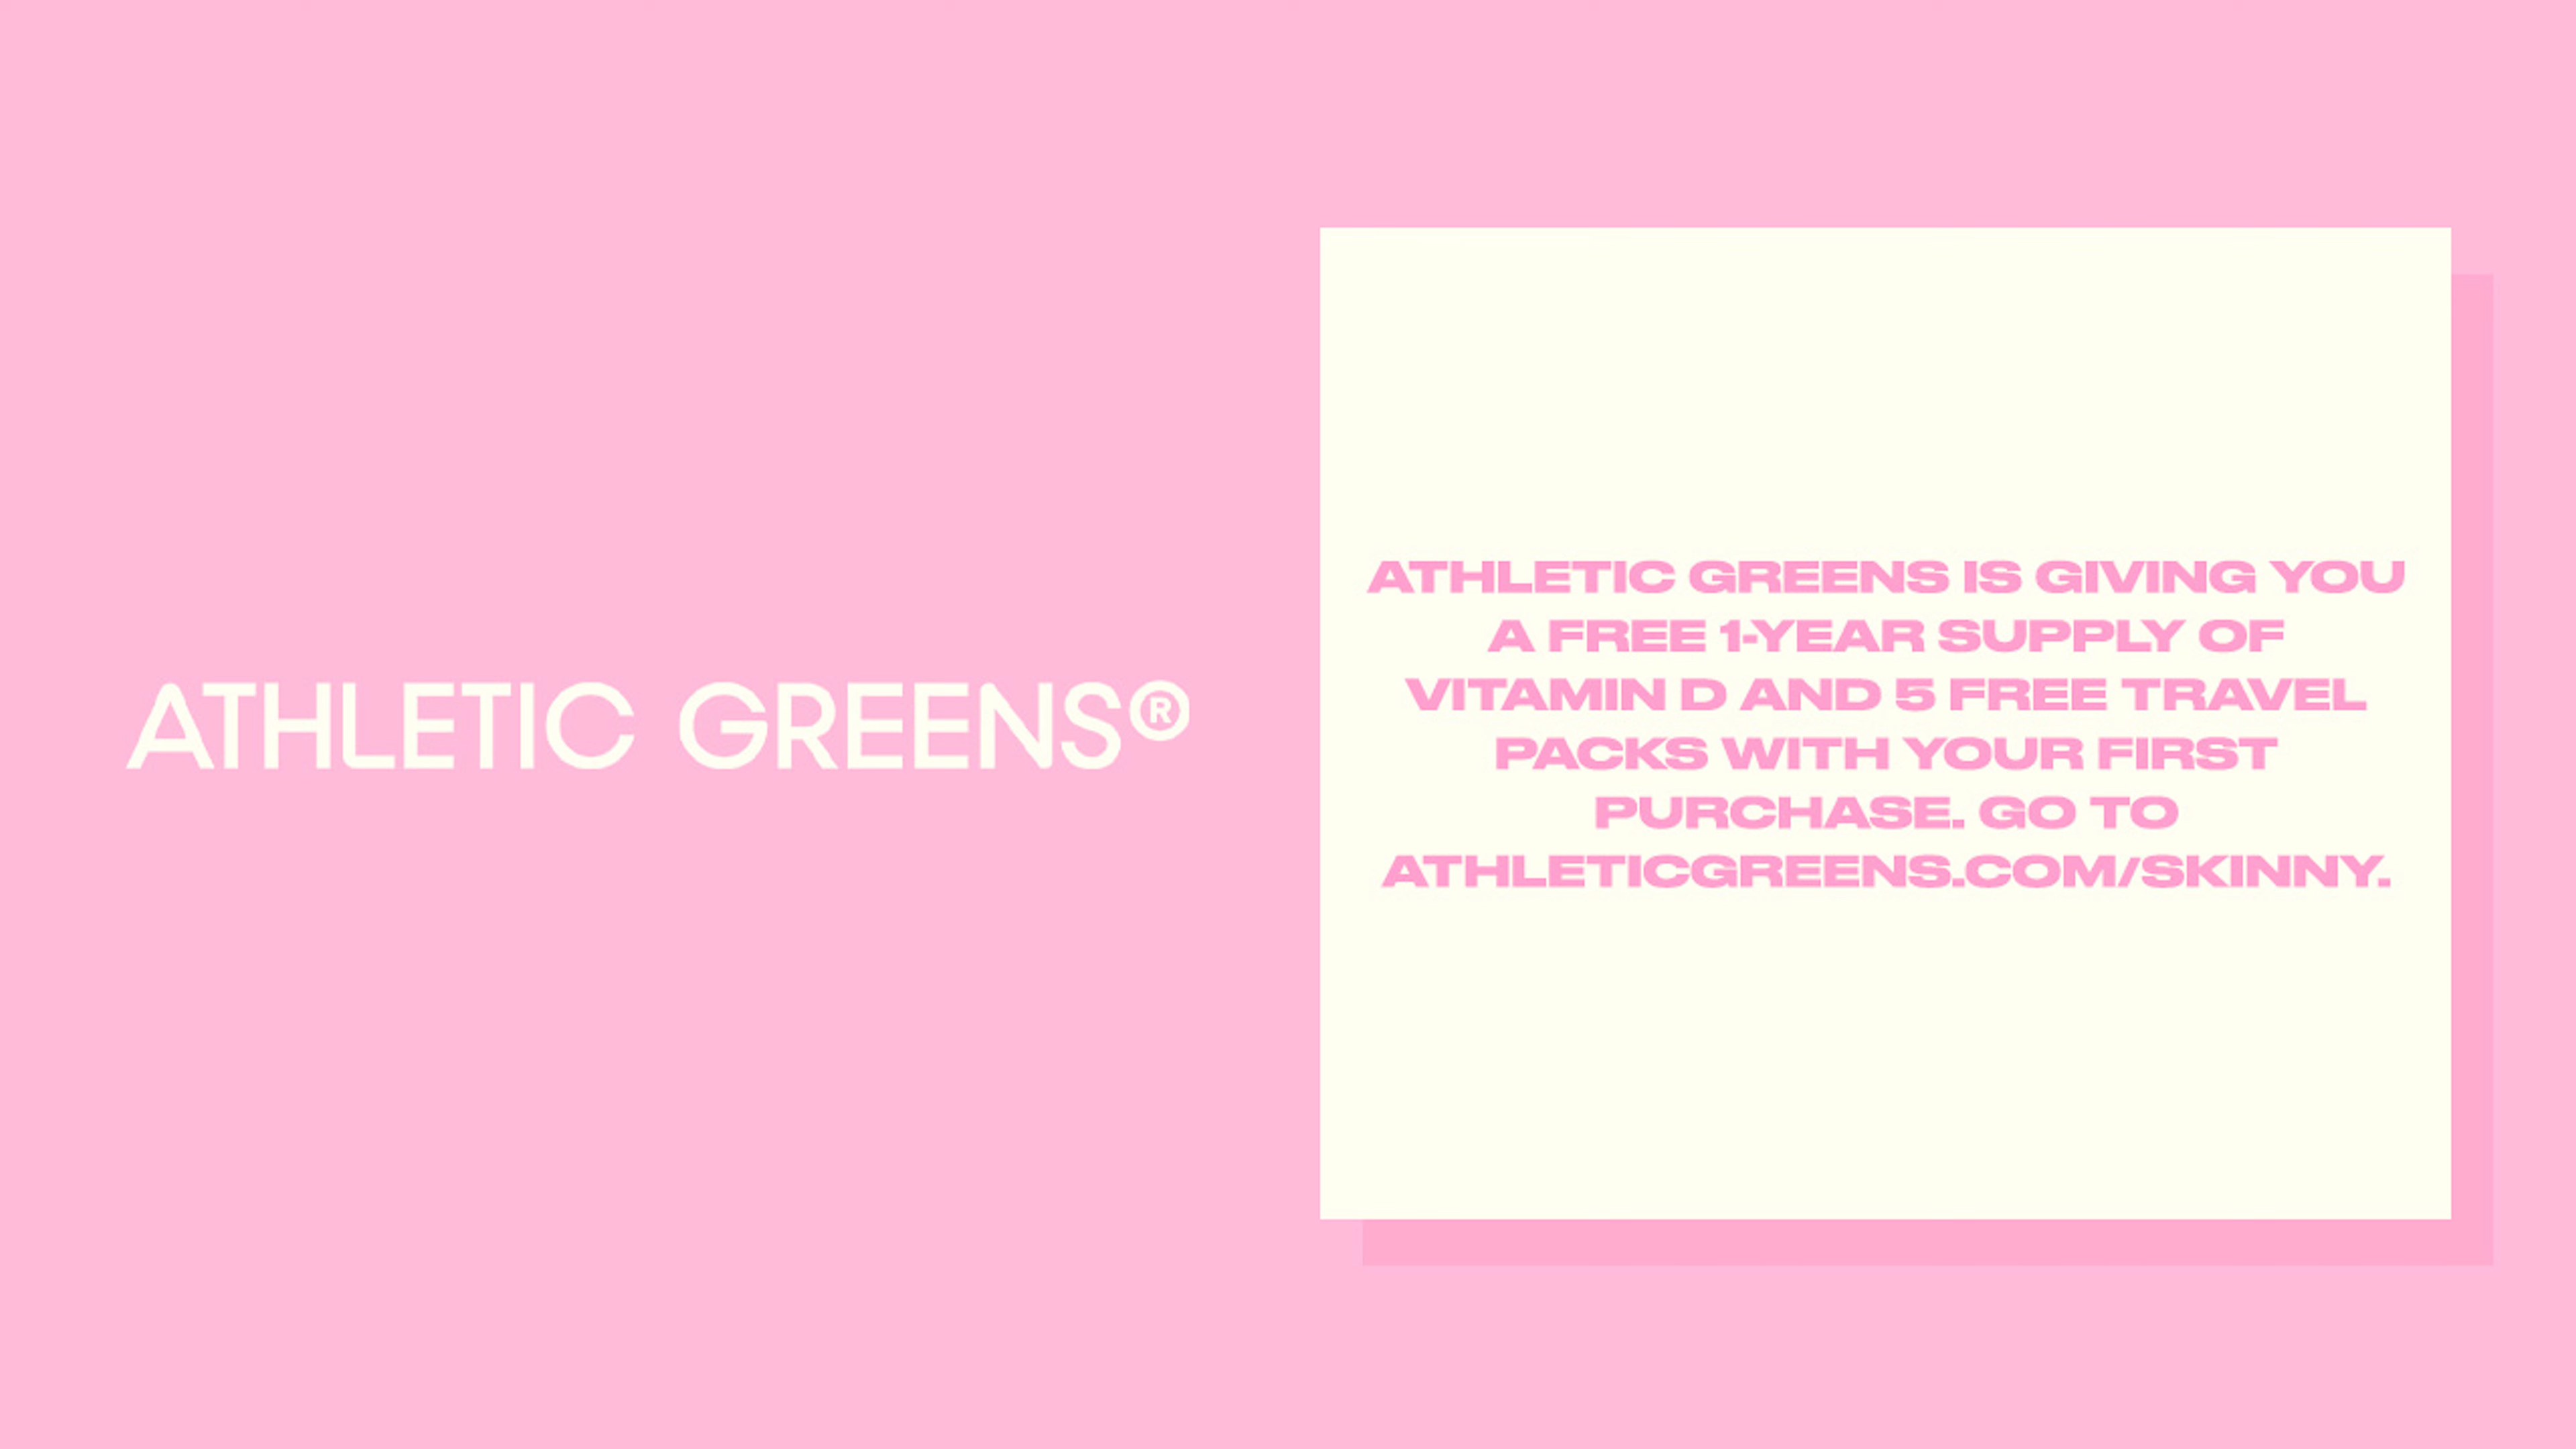 ATHLETIC GREENS®
ATHLETIC GREENS IS GIVING YOU
A FREE 1-YEAR SUPPLY OF
VITAMIN D AND 5 FREE TRAVEL
PACKS WITH YOUR FIRST
PURCHASE. GO TO
ATHLETICGREENS.COM/SKINNY.